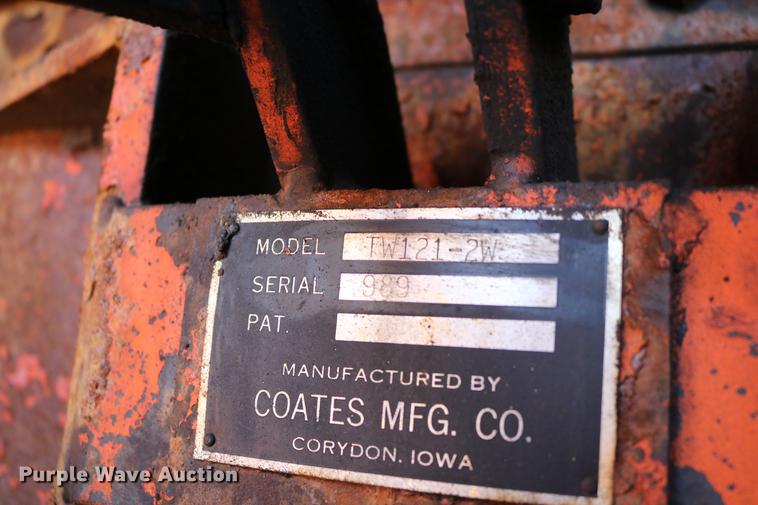 MODEL TW121-2W
SERIAL 989
PAT.
MANUFACTURED BY
COATES MFG. CO.
CORYDON, IOWA
Purple Wave Auction